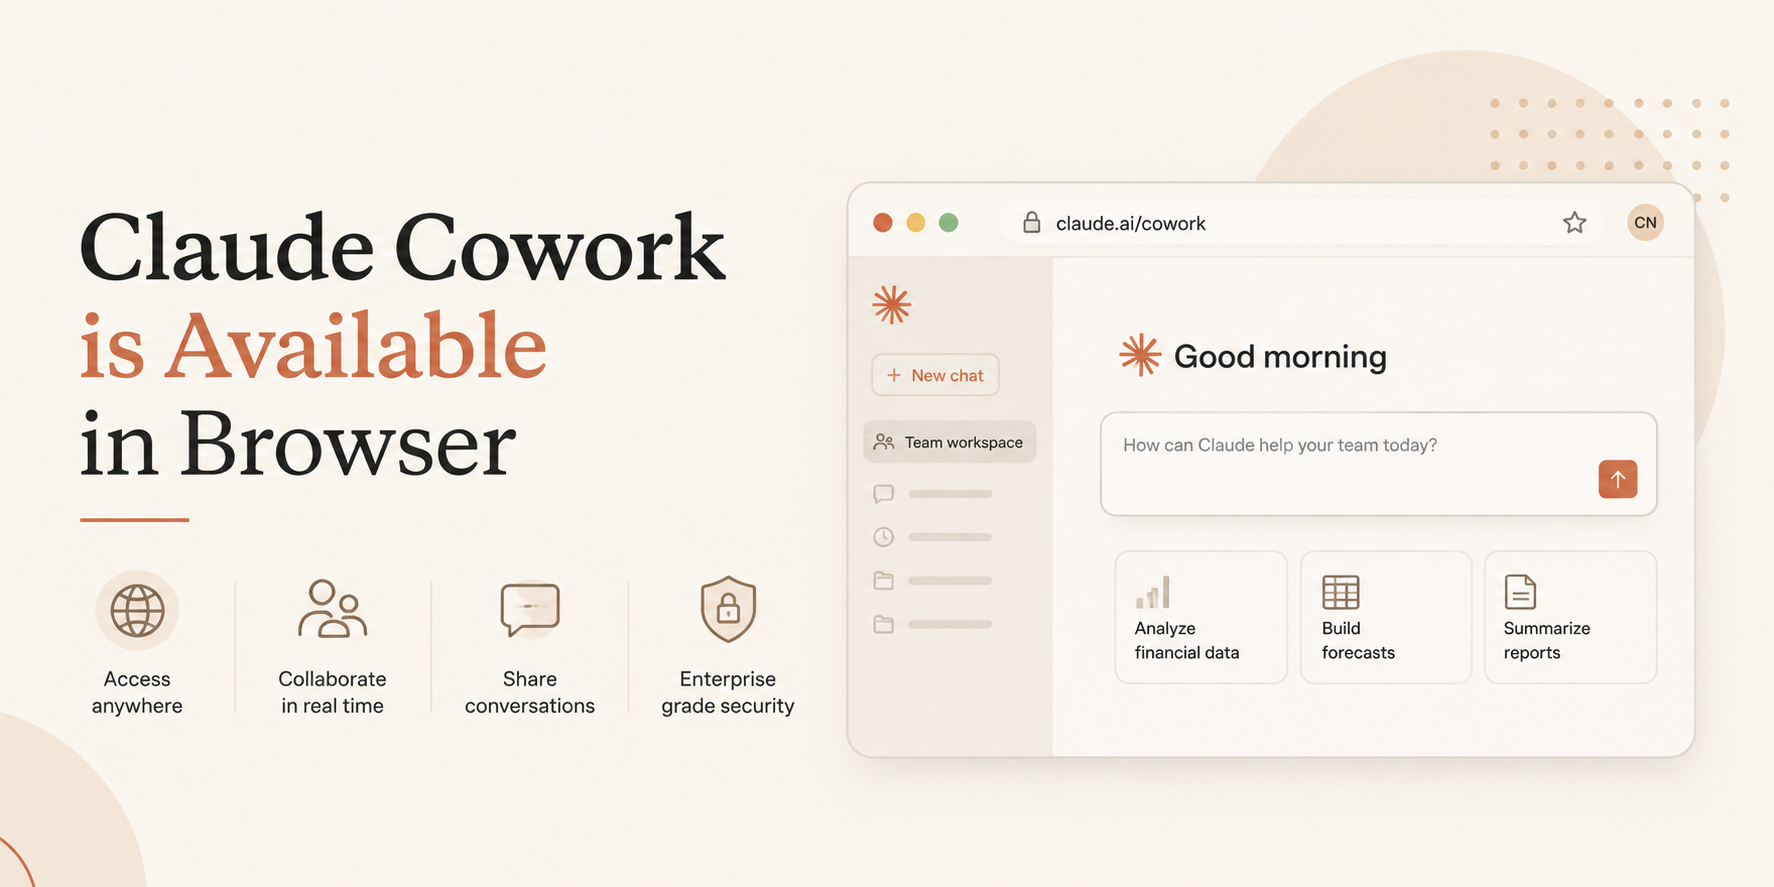 Claude Cowork
is Available
in Browser
Access
anywhere
Collaborate
in real time
Share
conversations
Enterprise
grade security
claude.ai/cowork
CN
+ New chat
Team workspace
Good morning
How can Claude help your team today?
Analyze
financial data
Build
forecasts
Summarize
reports